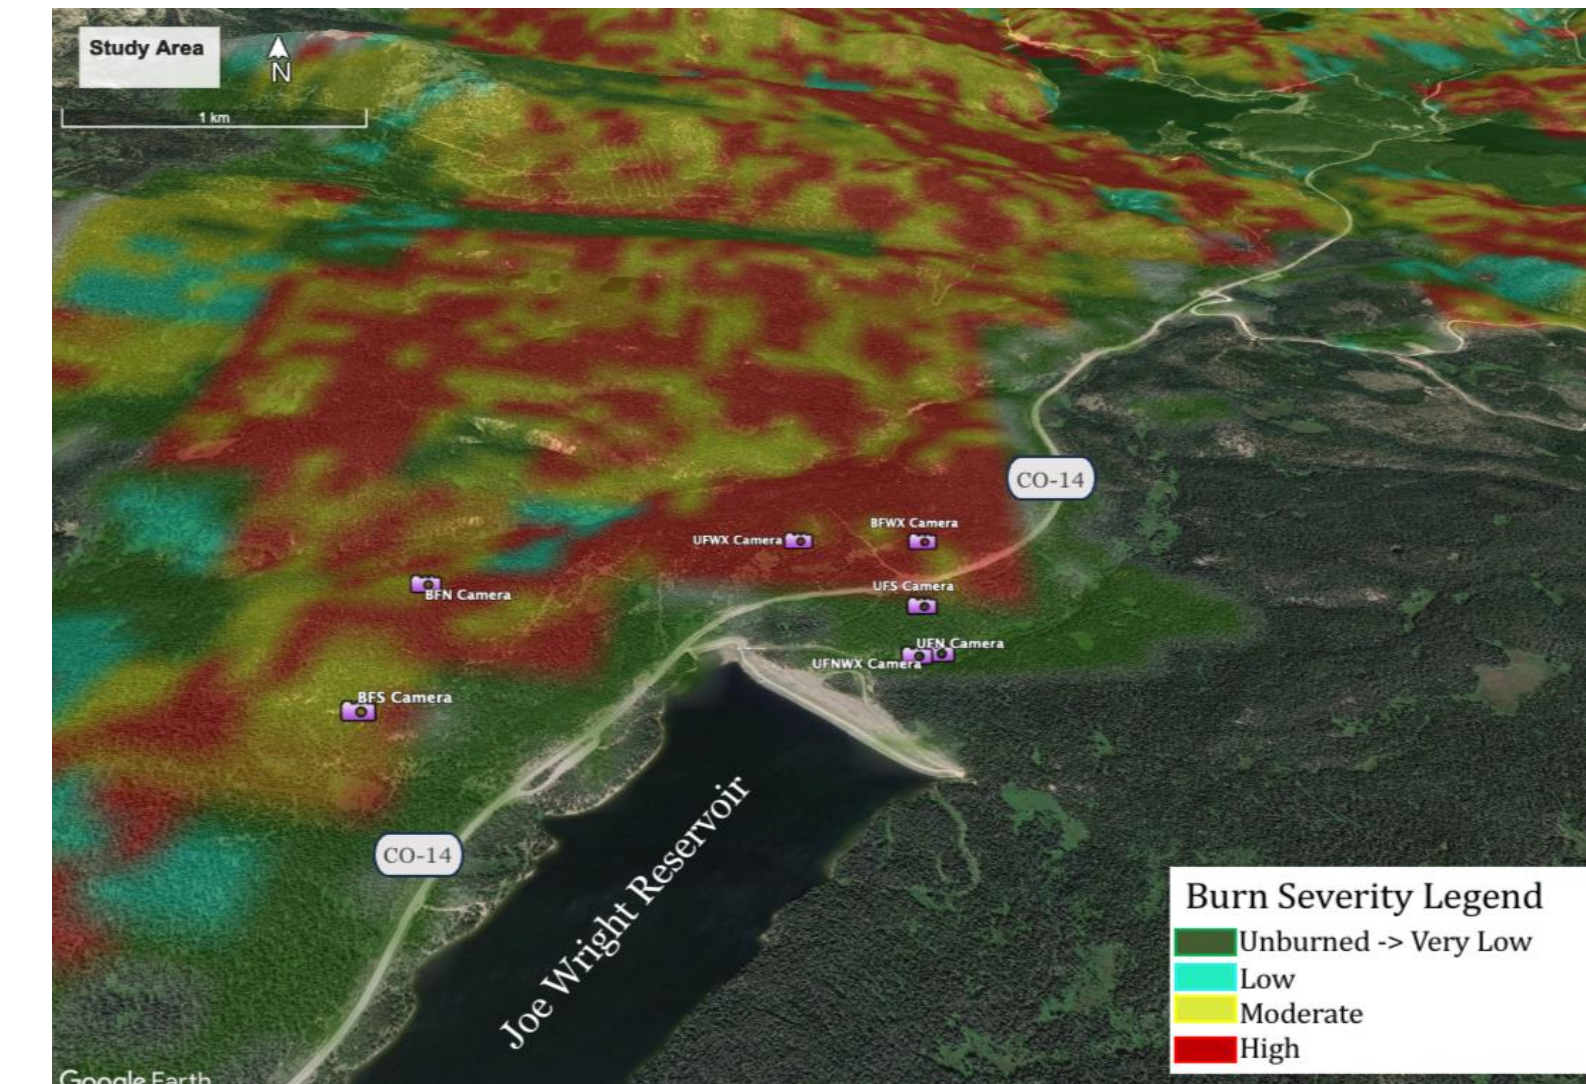 Study Area
N
1 km
CO-14
BFWX Camera
UFWX Camera
UFS Camera
BFN Camera
UFN Camera
UFNWX Camera
BFS Camera
CO-14
Joe Wright Reservoir
Burn Severity Legend
Unburned -> Very Low
Low
Moderate
High
Google Earth